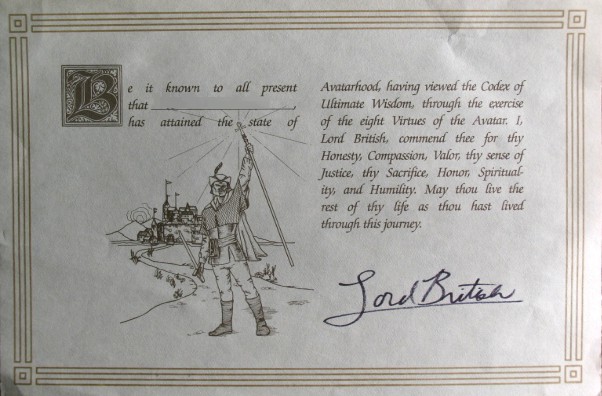 Be it known to all present
that ____________________,
has attained the state of
Avatarhood, having viewed the Codex of
Ultimate Wisdom, through the exercise
of the eight Virtues of the Avatar. I,
Lord British, commend thee for thy
Honesty, Compassion, Valor, thy sense of
Justice, thy Sacrifice, Honor, Spiritual-
ity, and Humility. May thou live the
rest of thy life as thou hast lived
through this journey.
Lord British